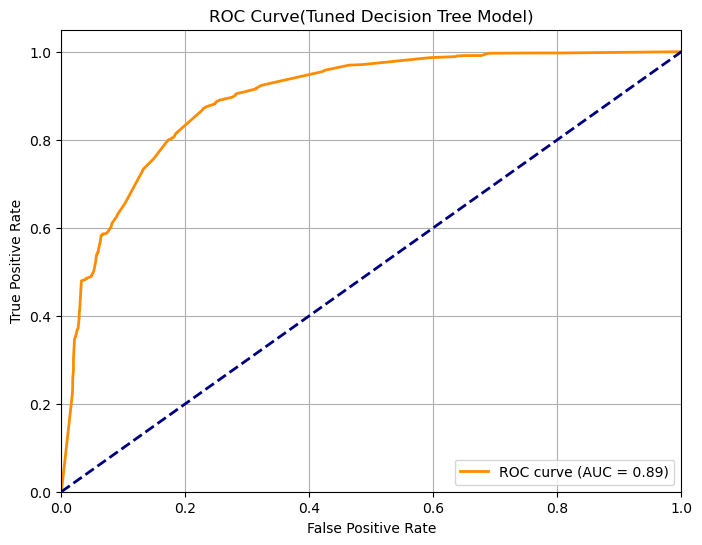 ROC Curve(Tuned Decision Tree Model)
1.0
0.8
0.6
0.4
0.2
0.0
True Positive Rate
ROC curve (AUC = 0.89)
0.0 0.2 0.4 0.6 0.8 1.0
False Positive Rate